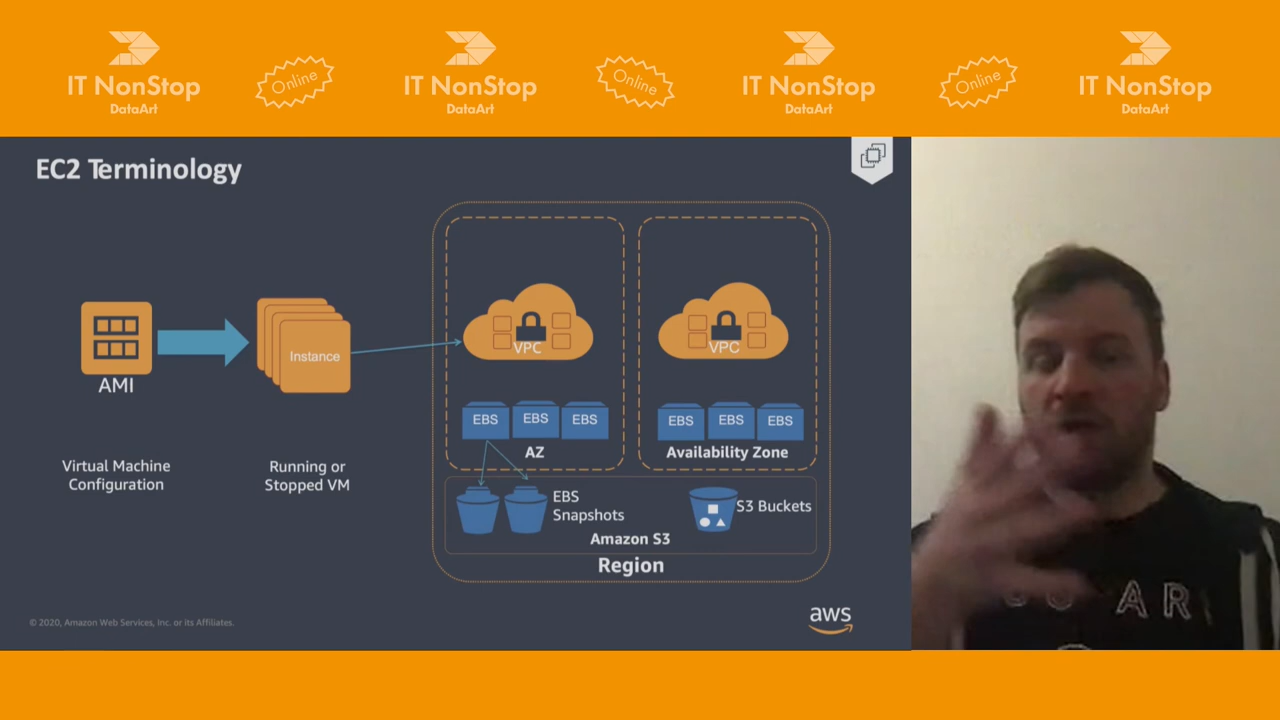 IT NonStop
DataArt
Online
IT NonStop
DataArt
Online
IT NonStop
DataArt
Online
IT NonStop
DataArt
EC2 Terminology
AMI
Instance
VPC
VPC
EBS
EBS
EBS
EBS
EBS
EBS
AZ
Availability Zone
Virtual Machine
Configuration
Running or
Stopped VM
EBS
Snapshots
S3 Buckets
Amazon S3
Region
© 2020, Amazon Web Services, Inc. or its Affiliates.
aws